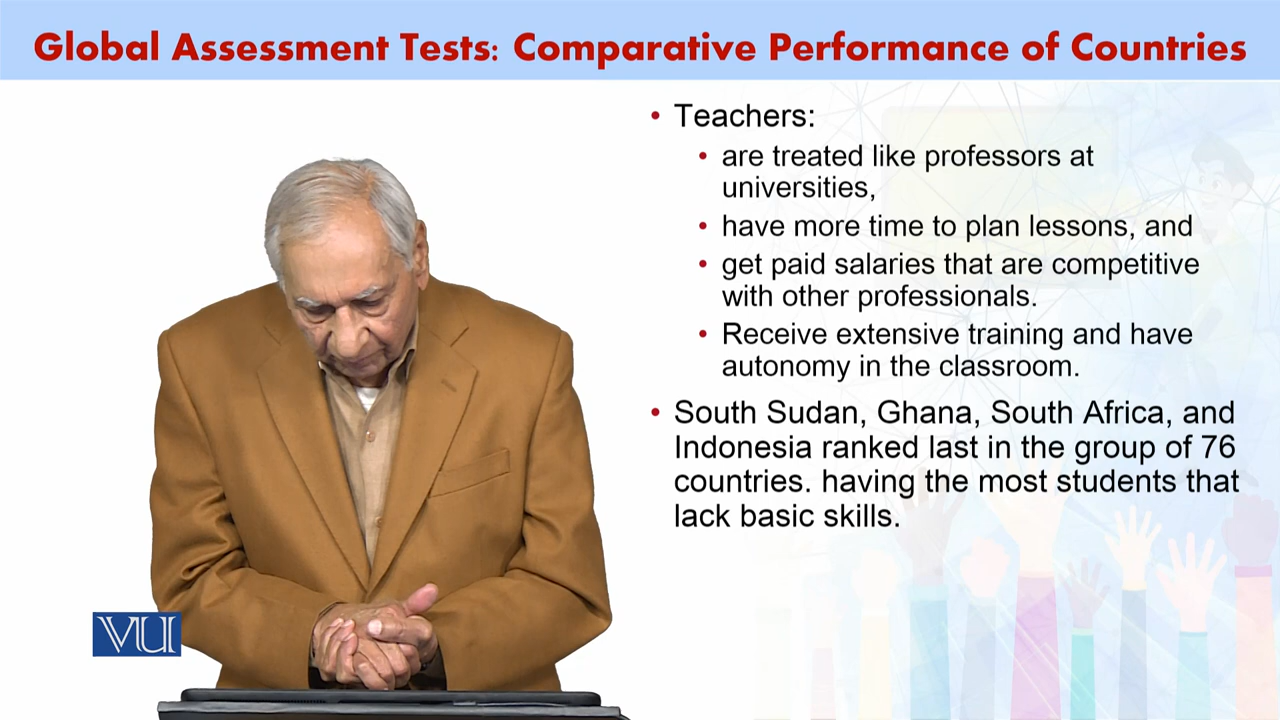 Global Assessment Tests: Comparative Performance of Countries
• Teachers:
• are treated like professors at
universities,
• have more time to plan lessons, and
• get paid salaries that are competitive
with other professionals.
• Receive extensive training and have
autonomy in the classroom.
• South Sudan, Ghana, South Africa, and
Indonesia ranked last in the group of 76
countries. having the most students that
lack basic skills.
VU